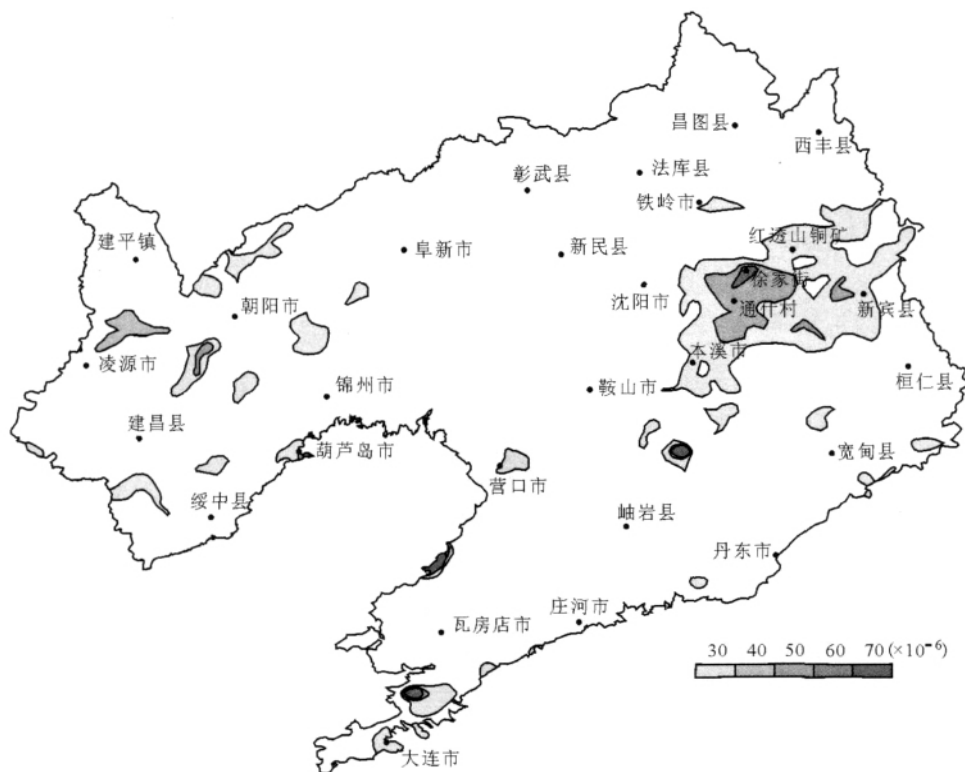 昌图县
西丰县
法库县
彰武县
铁岭市
红透山铜矿
建平镇
阜新市
新民县
徐家街
沈阳市
通什村
新宾县
朝阳市
本溪市
凌源市
桓仁县
锦州市
鞍山市
建昌县
葫芦岛市
宽甸县
营口市
绥中县
岫岩县
丹东市
庄河市
瓦房店市
30 40 50 60 70 (×10⁻⁶)
大连市